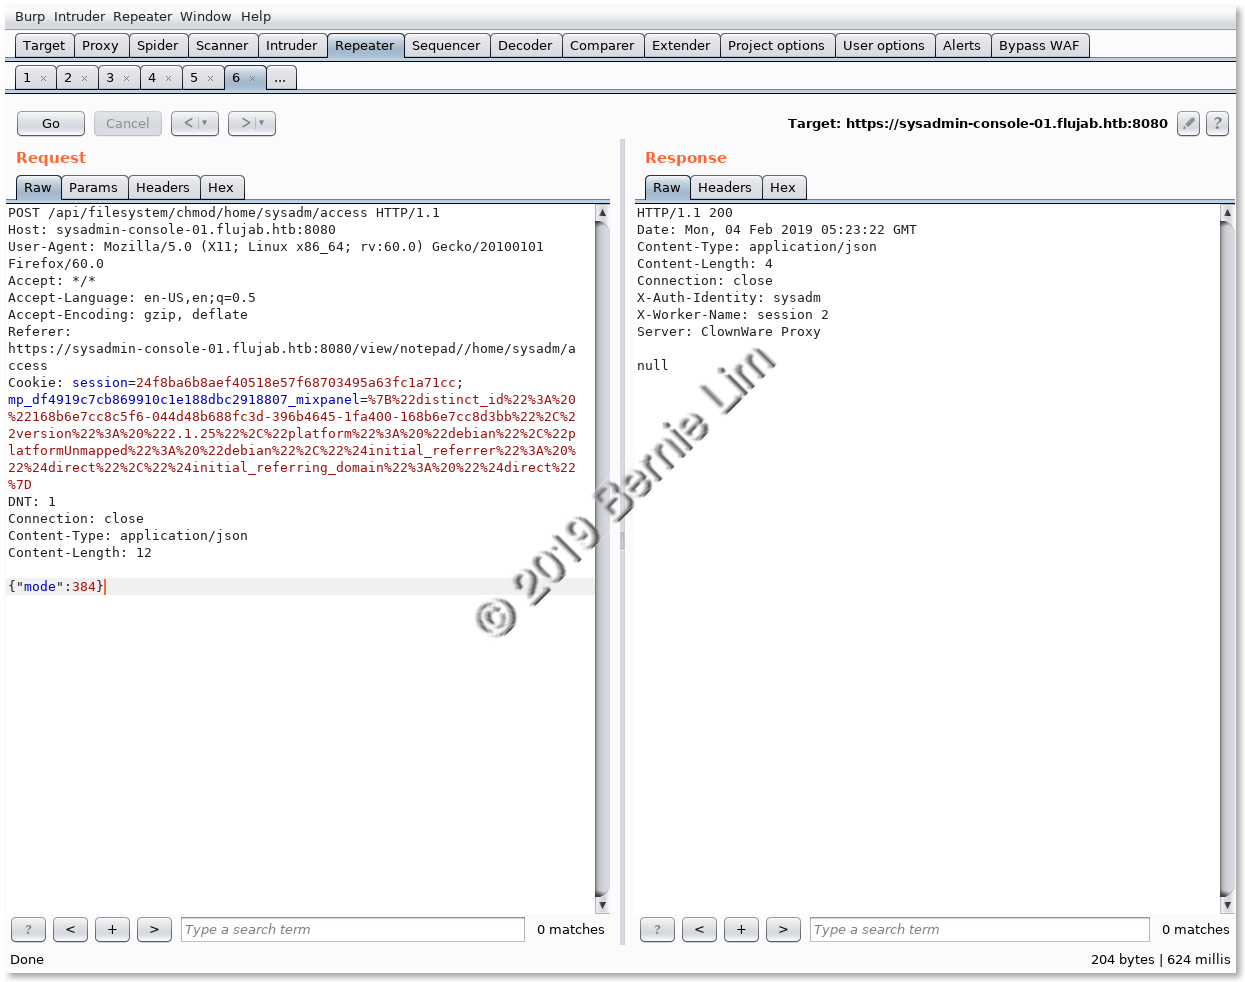 Burp Intruder Repeater Window Help
Target Proxy Spider Scanner Intruder Repeater Sequencer Decoder Comparer Extender Project options User options Alerts Bypass WAF
1 × 2 × 3 × 4 × 5 × 6 × ...
Go Cancel < > Target: https://sysadmin-console-01.flujab.htb:8080 ?
Request
Raw Params Headers Hex
POST /api/filesystem/chmod/home/sysadm/access HTTP/1.1
Host: sysadmin-console-01.flujab.htb:8080
User-Agent: Mozilla/5.0 (X11; Linux x86_64; rv:60.0) Gecko/20100101
Firefox/60.0
Accept: */*
Accept-Language: en-US,en;q=0.5
Accept-Encoding: gzip, deflate
Referer:
https://sysadmin-console-01.flujab.htb:8080/view/notepad//home/sysadm/a
ccess
Cookie: session=24f8ba6b8aef40518e57f68703495a63fc1a71cc;
mp_df4919c7cb869910c1e188dbc2918807_mixpanel=%7B%22distinct_id%22%3A%20
%22168b6e7cc8c5f6-044d48b688fc3d-396b4645-1fa400-168b6e7cc8d3bb%22%2C%2
2version%22%3A%20%222.1.25%22%2C%22platform%22%3A%20%22debian%22%2C%22p
latformUnmapped%22%3A%20%22debian%22%2C%22%24initial_referrer%22%3A%20%
22%24direct%22%2C%22%24initial_referring_domain%22%3A%20%22%24direct%22
%7D
DNT: 1
Connection: close
Content-Type: application/json
Content-Length: 12
{"mode":384}
? < + > Type a search term 0 matches
Response
Raw Headers Hex
HTTP/1.1 200
Date: Mon, 04 Feb 2019 05:23:22 GMT
Content-Type: application/json
Content-Length: 4
Connection: close
X-Auth-Identity: sysadm
X-Worker-Name: session 2
Server: ClownWare Proxy
null
? < + > Type a search term 0 matches
© 2019 Bernie Lim
Done 204 bytes | 624 millis